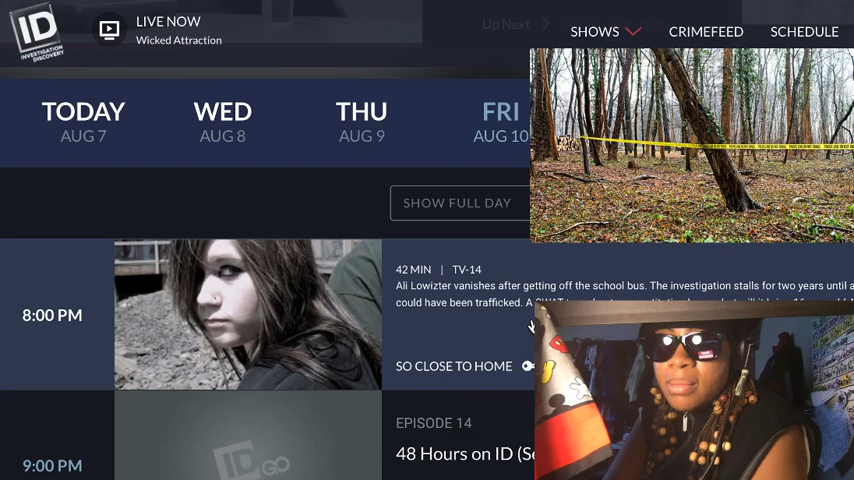 ID
INVESTIGATION
DISCOVERY
LIVE NOW
Wicked Attraction
Up Next
SHOWS
CRIMEFEED
SCHEDULE
TODAY
AUG 7
WED
AUG 8
THU
AUG 9
FRI
AUG 10
SHOW FULL DAY
8:00 PM
42 MIN | TV-14
Ali Lowizter vanishes after getting off the school bus. The investigation stalls for two years until a
could have been trafficked. A SWAT
SO CLOSE TO HOME
9:00 PM
ID GO
EPISODE 14
48 Hours on ID (Se